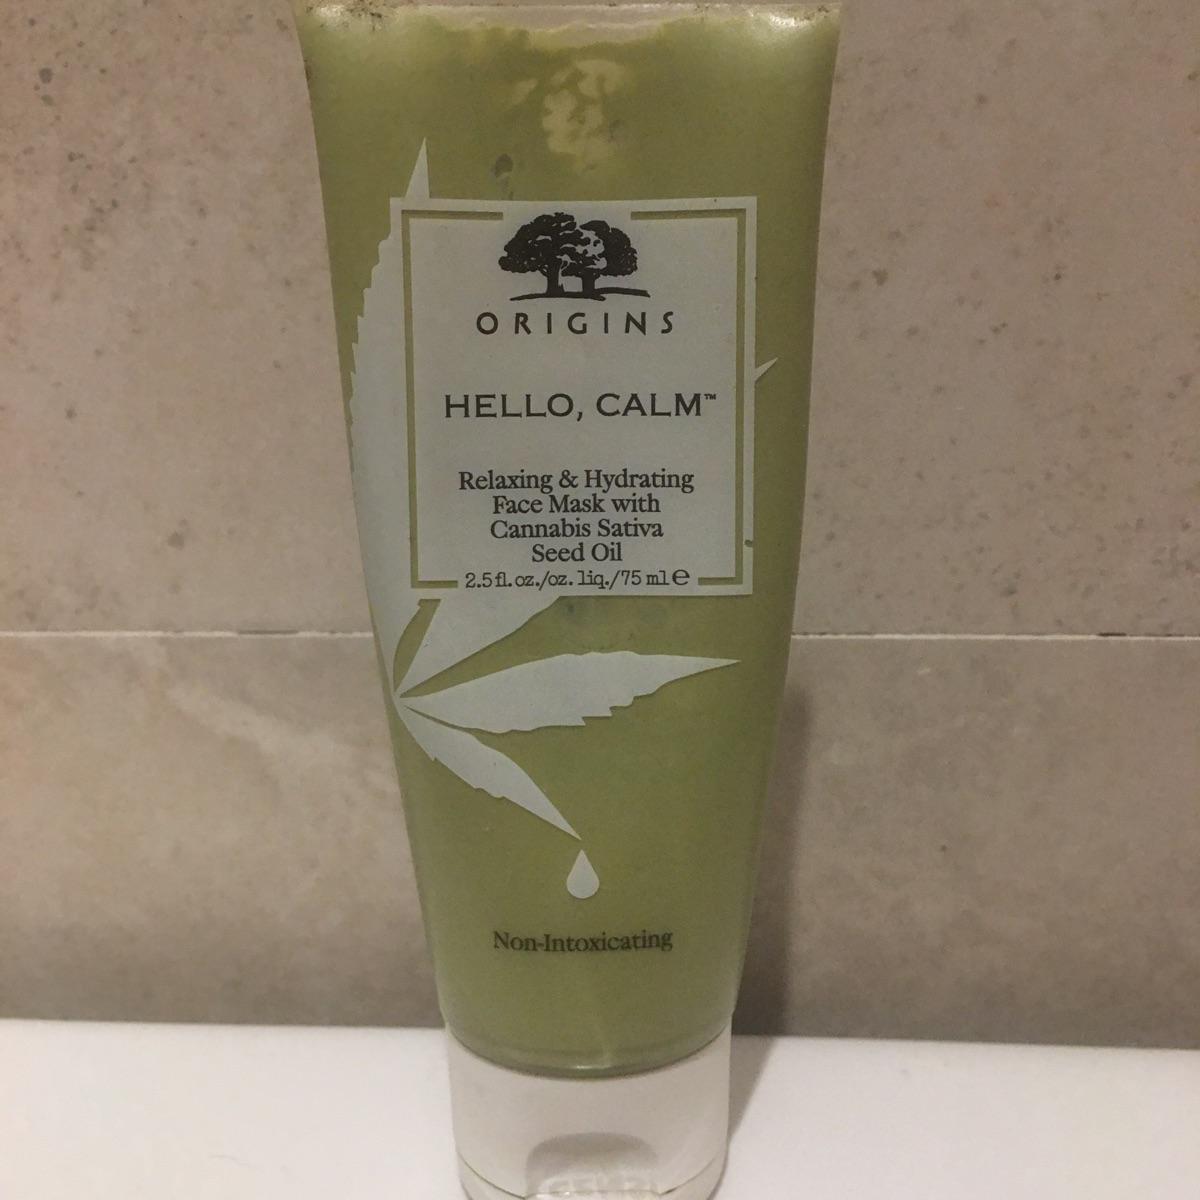 ORIGINS
HELLO, CALM™
Relaxing & Hydrating
Face Mask with
Cannabis Sativa
Seed Oil
2.5 fl. oz./oz. liq./75 ml e
Non-Intoxicating